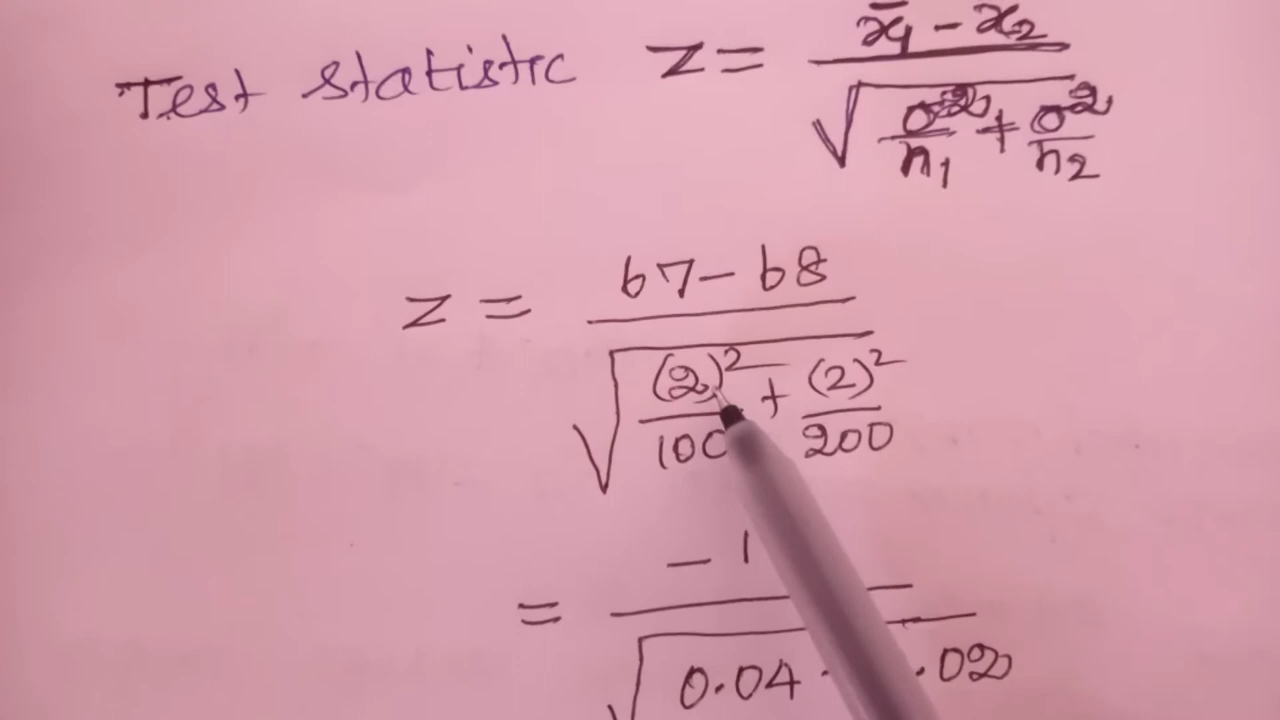 Test statistic z = x̄₁ - x₂ / √(σ²/n₁ + σ²/n₂)
z = 67 - 68 / √((2)²/100 + (2)²/200)
= -1 / √(0.04 .02